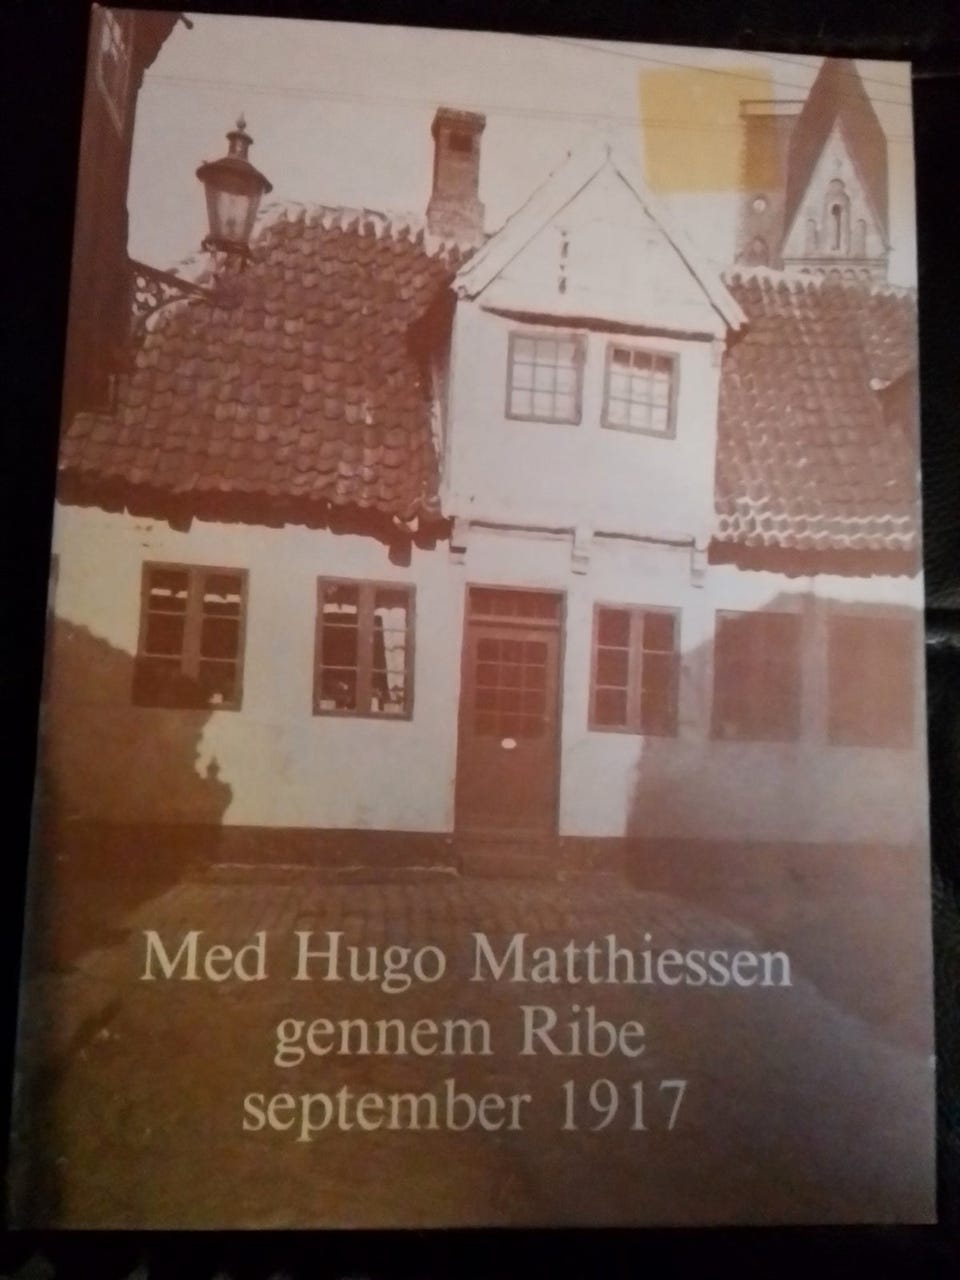 Med Hugo Matthiessen
gennem Ribe
september 1917